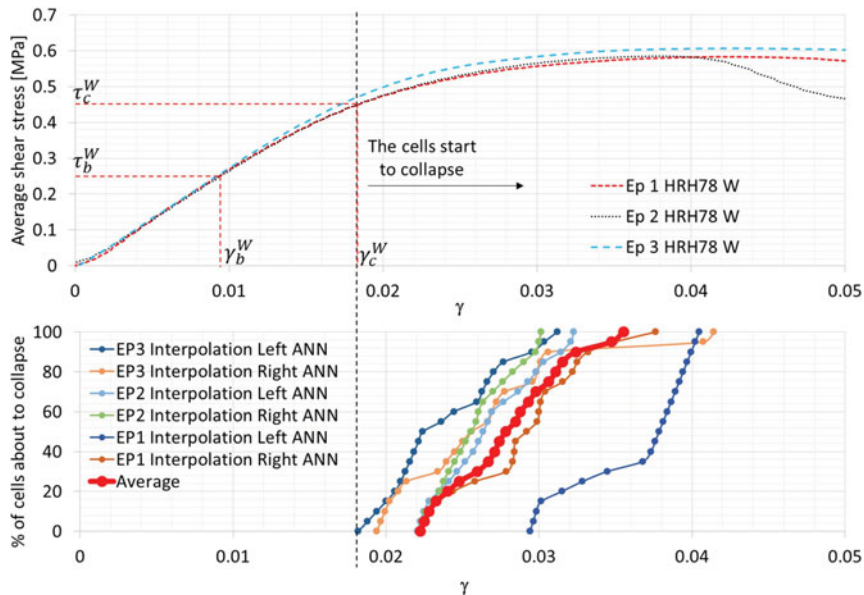 Average shear stress [MPa]
0.7
0.6
0.5
0.4
0.3
0.2
0.1
0
τ_c^W
τ_b^W
γ_b^W
γ_c^W
The cells start
to collapse
Ep 1 HRH78 W
Ep 2 HRH78 W
Ep 3 HRH78 W
0 0.01 0.02 0.03 0.04 0.05
γ
% of cells about to collapse
100
80
60
40
20
0
EP3 Interpolation Left ANN
EP3 Interpolation Right ANN
EP2 Interpolation Left ANN
EP2 Interpolation Right ANN
EP1 Interpolation Left ANN
EP1 Interpolation Right ANN
Average
0 0.01 0.02 0.03 0.04 0.05
γ